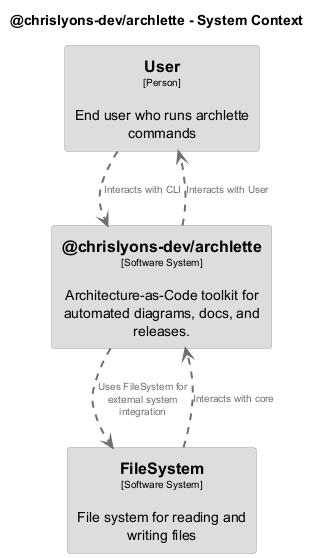 @chrislyons-dev/archlette - System Context
User
[Person]
End user who runs archlette
commands
Interacts with CLI
Interacts with User
@chrislyons-dev/archlette
[Software System]
Architecture-as-Code toolkit for
automated diagrams, docs, and
releases.
Uses FileSystem for
external system
integration
Interacts with core
FileSystem
[Software System]
File system for reading and
writing files